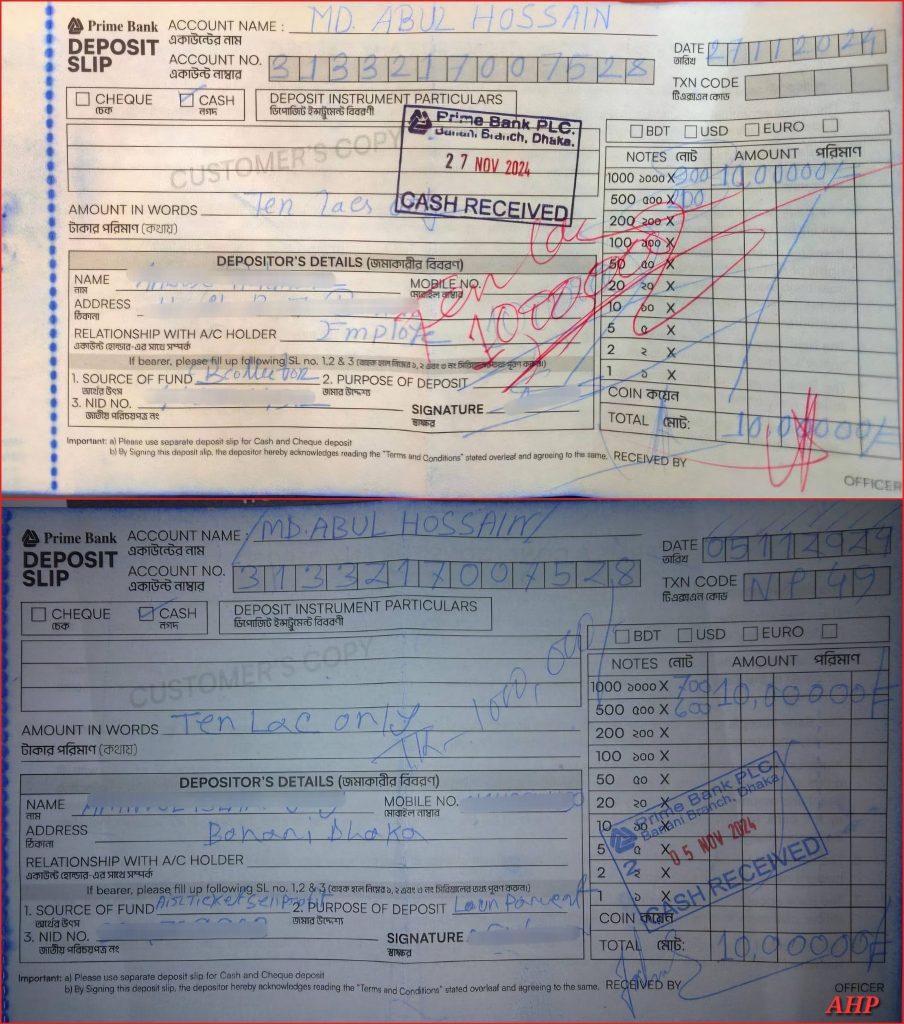 Prime Bank
DEPOSIT SLIP
ACCOUNT NAME : MD. ABUL HOSSAIN
একাউন্টের নাম
ACCOUNT NO. 3133217007528
একাউন্ট নাম্বার
DATE 27112024
তারিখ
TXN CODE
টিএক্সএন কোড
CHEQUE
চেক
CASH
নগদ
DEPOSIT INSTRUMENT PARTICULARS
ডিপোজিট ইন্সট্রুমেন্ট বিবরণী
CUSTOMER'S COPY
Prime Bank PLC.
Banani Branch, Dhaka.
27 NOV 2024
CASH RECEIVED
BDT USD EURO
NOTES নোট AMOUNT পরিমাণ
1000 ১০০০ X 10,00000/-
500 ৫০০ X 200
200 ২০০ X
100 ১০০ X
50 ৫০ X
20 ২০ X
10 ১০ X
5 ৫ X
2 ২ X
1 ১ X
COIN কয়েন
TOTAL মোট: 10,00000/-
AMOUNT IN WORDS Ten lacs
টাকার পরিমাণ (কথায়)
Ten lac
1000000/-
DEPOSITOR'S DETAILS (জমাকারীর বিবরণ)
NAME
নাম
MOBILE NO.
মোবাইল নাম্বার
ADDRESS
ঠিকানা
RELATIONSHIP WITH A/C HOLDER Employe
একাউন্ট হোল্ডার-এর সাথে সম্পর্ক
If bearer, please fill up following SL no. 1,2 & 3
1. SOURCE OF FUND
অর্থের উৎস
2. PURPOSE OF DEPOSIT
জমার উদ্দেশ্য
3. NID NO.
জাতীয় পরিচয়পত্র নং
SIGNATURE
স্বাক্ষর
Important: a) Please use separate deposit slip for Cash and Cheque deposit
b) By Signing this deposit slip, the depositor hereby acknowledges reading the "Terms and Conditions" stated overleaf and agreeing to the same.
RECEIVED BY
OFFICER
Prime Bank
DEPOSIT SLIP
ACCOUNT NAME : MD. ABUL HOSSAIN
একাউন্টের নাম
ACCOUNT NO. 3133217007528
একাউন্ট নাম্বার
DATE
তারিখ
TXN CODE NP 49
টিএক্সএন কোড
CHEQUE
চেক
CASH
নগদ
DEPOSIT INSTRUMENT PARTICULARS
ডিপোজিট ইন্সট্রুমেন্ট বিবরণী
CUSTOMER'S COPY
BDT USD EURO
NOTES নোট AMOUNT পরিমাণ
1000 ১০০০ X 700 10,00000/-
500 ৫০০ X 600
200 ২০০ X
100 ১০০ X
50 ৫০ X
20 ২০ X
10 ১০ X
5 ৫ X
2 ২ X
1 ১ X
COIN কয়েন
TOTAL মোট: 10,00000/-
Prime Bank PLC.
Banani Branch, Dhaka.
05 NOV 2024
2
CASH RECEIVED
AMOUNT IN WORDS Ten Lac only
টাকার পরিমাণ (কথায়)
1000,000/-
DEPOSITOR'S DETAILS (জমাকারীর বিবরণ)
NAME
নাম
MOBILE NO.
মোবাইল নাম্বার
ADDRESS Banani, Dhaka
ঠিকানা
RELATIONSHIP WITH A/C HOLDER
একাউন্ট হোল্ডার-এর সাথে সম্পর্ক
If bearer, please fill up following SL no. 1,2 & 3
1. SOURCE OF FUND
অর্থের উৎস
2. PURPOSE OF DEPOSIT
জমার উদ্দেশ্য
3. NID NO.
জাতীয় পরিচয়পত্র নং
SIGNATURE
স্বাক্ষর
Important: a) Please use separate deposit slip for Cash and Cheque deposit
b) By Signing this deposit slip, the depositor hereby acknowledges reading the "Terms and Conditions" stated overleaf and agreeing to the same.
RECEIVED BY
OFFICER
AHP